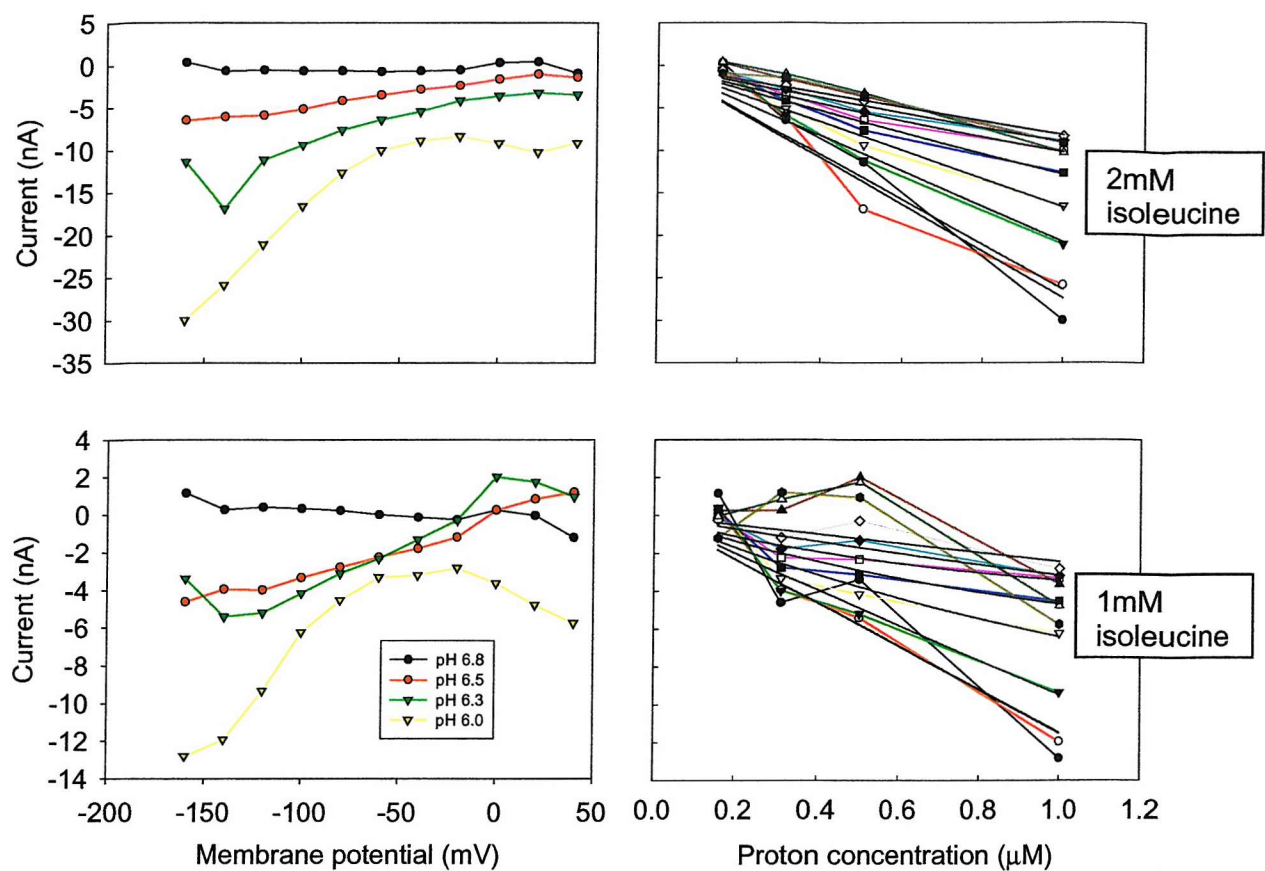 5
0
-5
-10
-15
-20
-25
-30
-35
Current (nA)
2mM
isoleucine
4
2
0
-2
-4
-6
-8
-10
-12
-14
Current (nA)
pH 6.8
pH 6.5
pH 6.3
pH 6.0
1mM
isoleucine
-200 -150 -100 -50 0 50
0.0 0.2 0.4 0.6 0.8 1.0 1.2
Membrane potential (mV)
Proton concentration (μM)